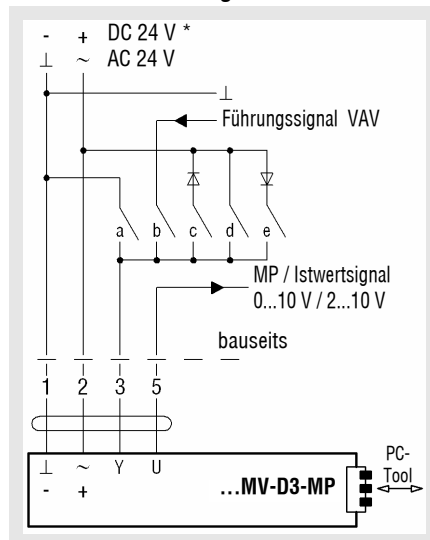 - + DC 24 V *
⊥ ~ AC 24 V
⊥
Führungssignal VAV
a b c d e
MP / Istwertsignal
0...10 V / 2...10 V
bauseits
1 2 3 5
⊥ ~ Y U
- +
...MV-D3-MP
PC-
Tool